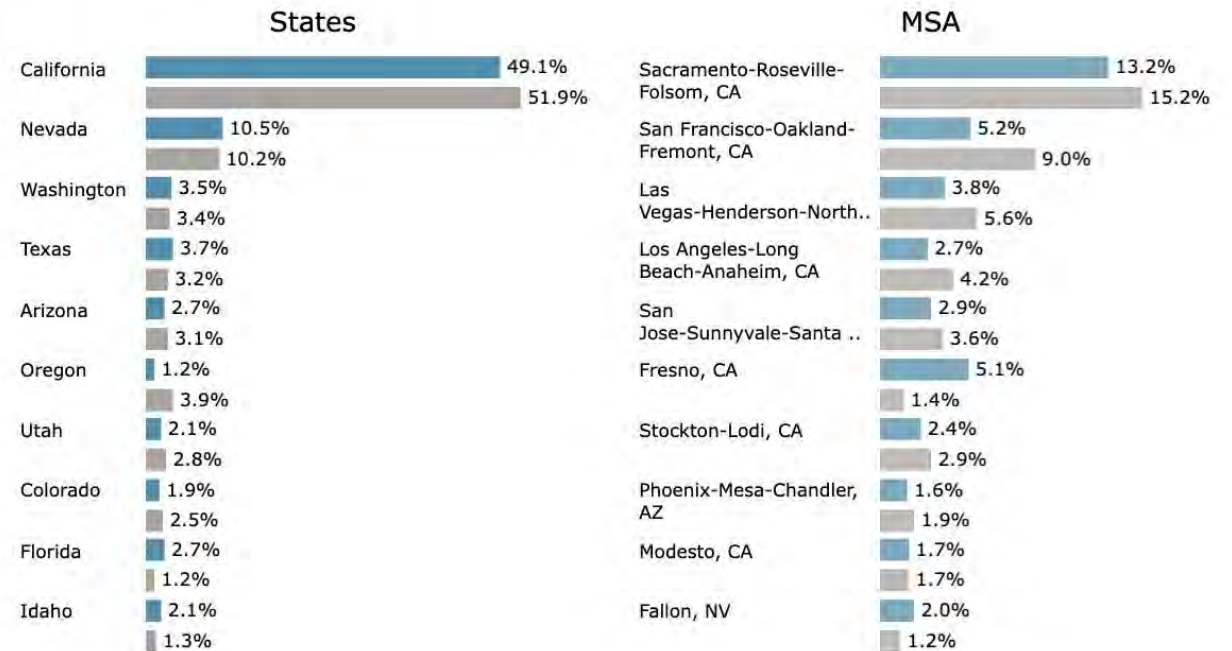 States
California
49.1%
51.9%
Nevada
10.5%
10.2%
Washington
3.5%
3.4%
Texas
3.7%
3.2%
Arizona
2.7%
3.1%
Oregon
1.2%
3.9%
Utah
2.1%
2.8%
Colorado
1.9%
2.5%
Florida
2.7%
1.2%
Idaho
2.1%
1.3%
MSA
Sacramento-Roseville-
Folsom, CA
13.2%
15.2%
San Francisco-Oakland-
Fremont, CA
5.2%
9.0%
Las
Vegas-Henderson-North..
3.8%
5.6%
Los Angeles-Long
Beach-Anaheim, CA
2.7%
4.2%
San
Jose-Sunnyvale-Santa ..
2.9%
3.6%
Fresno, CA
5.1%
1.4%
Stockton-Lodi, CA
2.4%
2.9%
Phoenix-Mesa-Chandler,
AZ
1.6%
1.9%
Modesto, CA
1.7%
1.7%
Fallon, NV
2.0%
1.2%